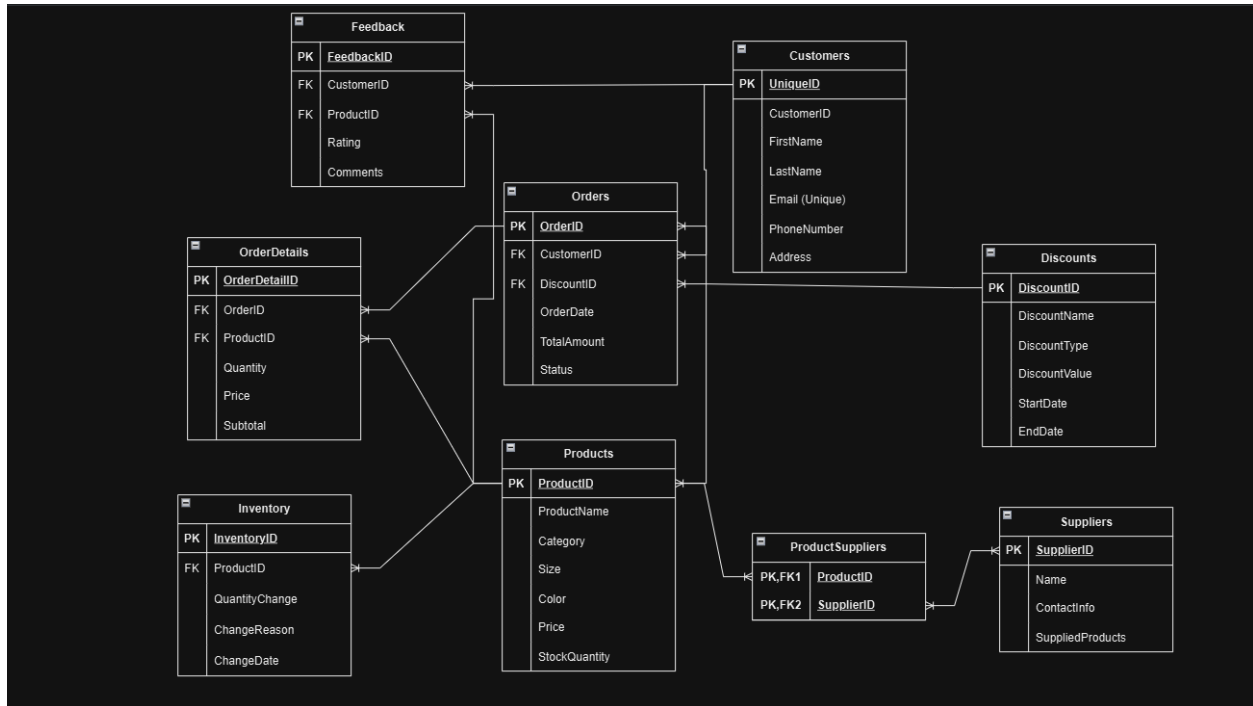 Feedback
PK FeedbackID
FK CustomerID
FK ProductID
Rating
Comments
Customers
PK UniqueID
CustomerID
FirstName
LastName
Email (Unique)
PhoneNumber
Address
Orders
PK OrderID
FK CustomerID
FK DiscountID
OrderDate
TotalAmount
Status
OrderDetails
PK OrderDetailID
FK OrderID
FK ProductID
Quantity
Price
Subtotal
Discounts
PK DiscountID
DiscountName
DiscountType
DiscountValue
StartDate
EndDate
Products
PK ProductID
ProductName
Category
Size
Color
Price
StockQuantity
Inventory
PK InventoryID
FK ProductID
QuantityChange
ChangeReason
ChangeDate
ProductSuppliers
PK,FK1 ProductID
PK,FK2 SupplierID
Suppliers
PK SupplierID
Name
ContactInfo
SuppliedProducts